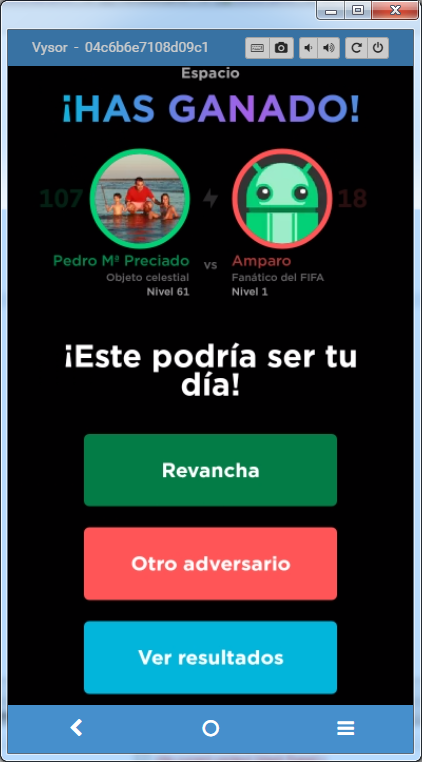 Vysor - 04c6b6e7108d09c1
Espacio
¡HAS GANADO!
107
18
Pedro Mª Preciado
vs
Amparo
Objeto celestial
Fanático del FIFA
Nivel 61
Nivel 1
¡Este podría ser tu
día!
Revancha
Otro adversario
Ver resultados